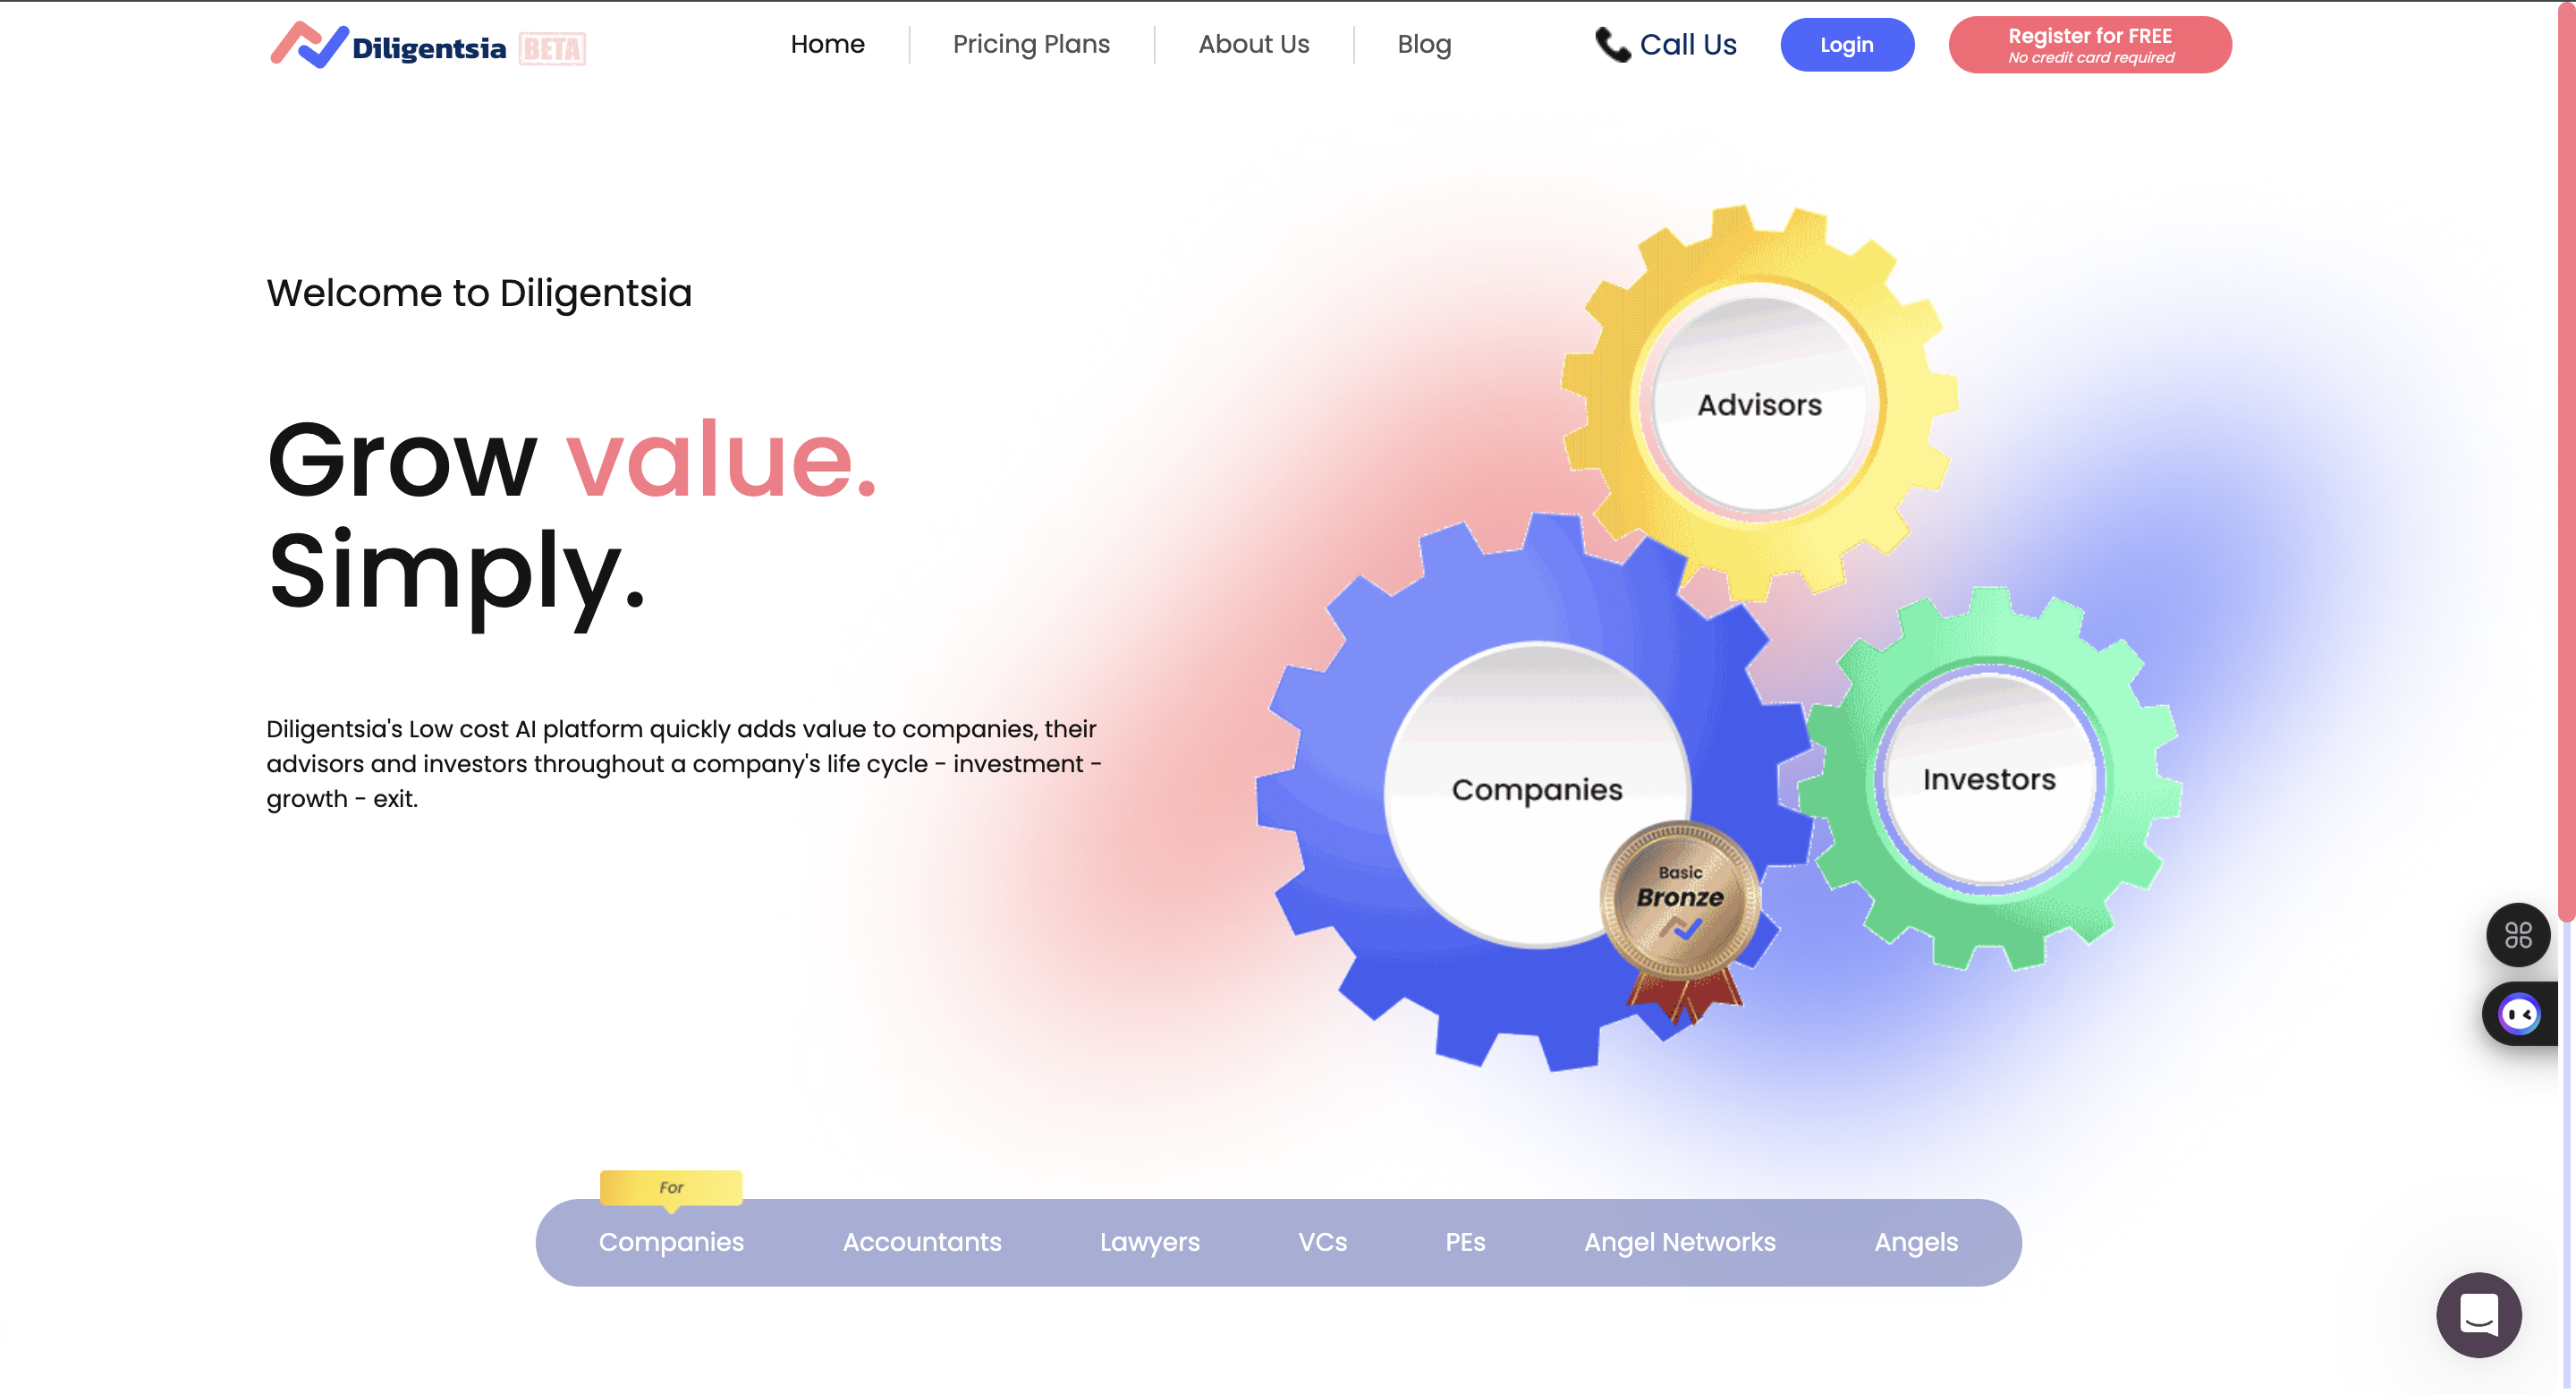 Diligentsia BETA
Home
Pricing Plans
About Us
Blog
Call Us
Login
Register for FREE
No credit card required
Welcome to Diligentsia
Grow value.
Simply.
Diligentsia's Low cost AI platform quickly adds value to companies, their
advisors and investors throughout a company's life cycle - investment -
growth - exit.
Advisors
Companies
Investors
Basic
Bronze
For
Companies
Accountants
Lawyers
VCs
PEs
Angel Networks
Angels